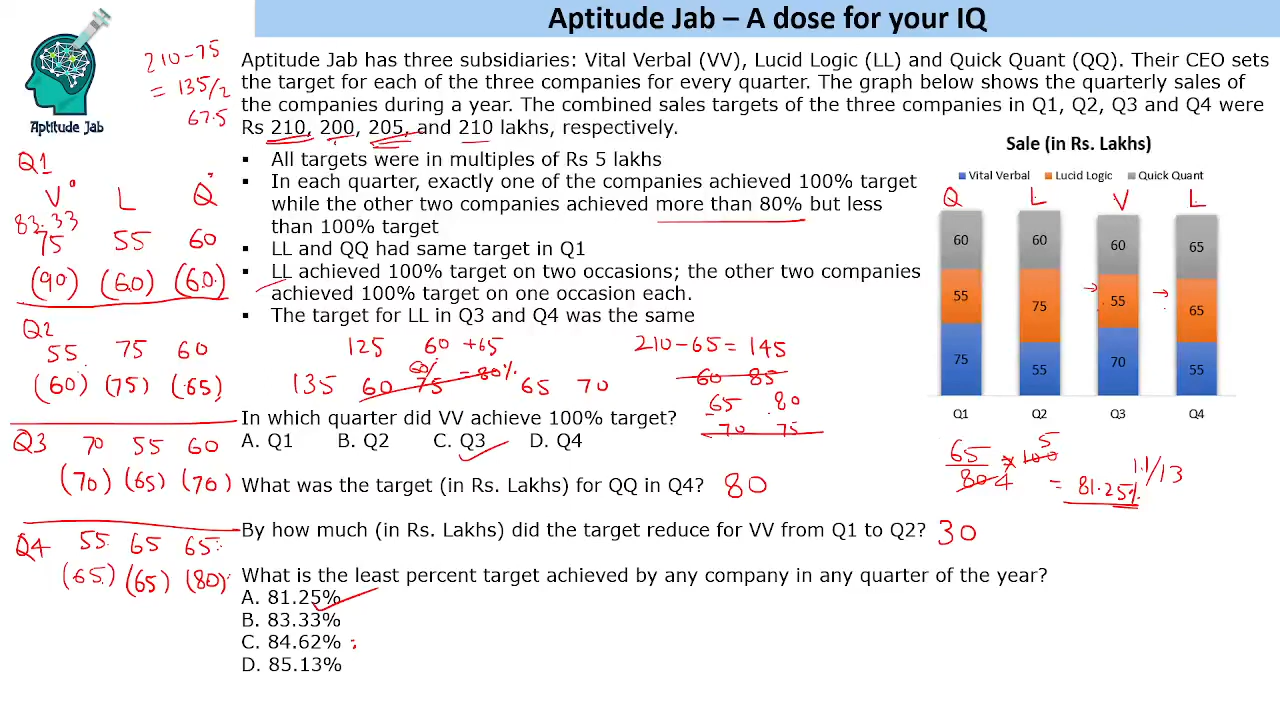 Aptitude Jab – A dose for your IQ
Aptitude Jab
210-75
= 135/2
67.5
Aptitude Jab has three subsidiaries: Vital Verbal (VV), Lucid Logic (LL) and Quick Quant (QQ). Their CEO sets
the target for each of the three companies for every quarter. The graph below shows the quarterly sales of
the companies during a year. The combined sales targets of the three companies in Q1, Q2, Q3 and Q4 were
Rs 210, 200, 205, and 210 lakhs, respectively.
▪ All targets were in multiples of Rs 5 lakhs
▪ In each quarter, exactly one of the companies achieved 100% target
while the other two companies achieved more than 80% but less
than 100% target
▪ LL and QQ had same target in Q1
▪ LL achieved 100% target on two occasions; the other two companies
achieved 100% target on one occasion each.
▪ The target for LL in Q3 and Q4 was the same
Sale (in Rs. Lakhs)
Vital Verbal Lucid Logic Quick Quant
Q L V L
60 60 60 65
55 75 55 65
75 55 70 55
Q1 Q2 Q3 Q4
Q1
V L Q
83.33
75 55 60
(90) (60) (60)
Q2
55 75 60
(60) (75) (65)
Q3 70 55 60
(70) (65) (70)
Q4 55 65 65
(65) (65) (80)
125 60 +65
135 60 60/75 = 80% 65 70
210-65 = 145
60 85
65 80
70 75
In which quarter did VV achieve 100% target?
A. Q1 B. Q2 C. Q3 D. Q4
What was the target (in Rs. Lakhs) for QQ in Q4? 80
By how much (in Rs. Lakhs) did the target reduce for VV from Q1 to Q2? 30
What is the least percent target achieved by any company in any quarter of the year?
A. 81.25%
B. 83.33%
C. 84.62%
D. 85.13%
65 × 100 5
80 4
= 81.25%
11/13